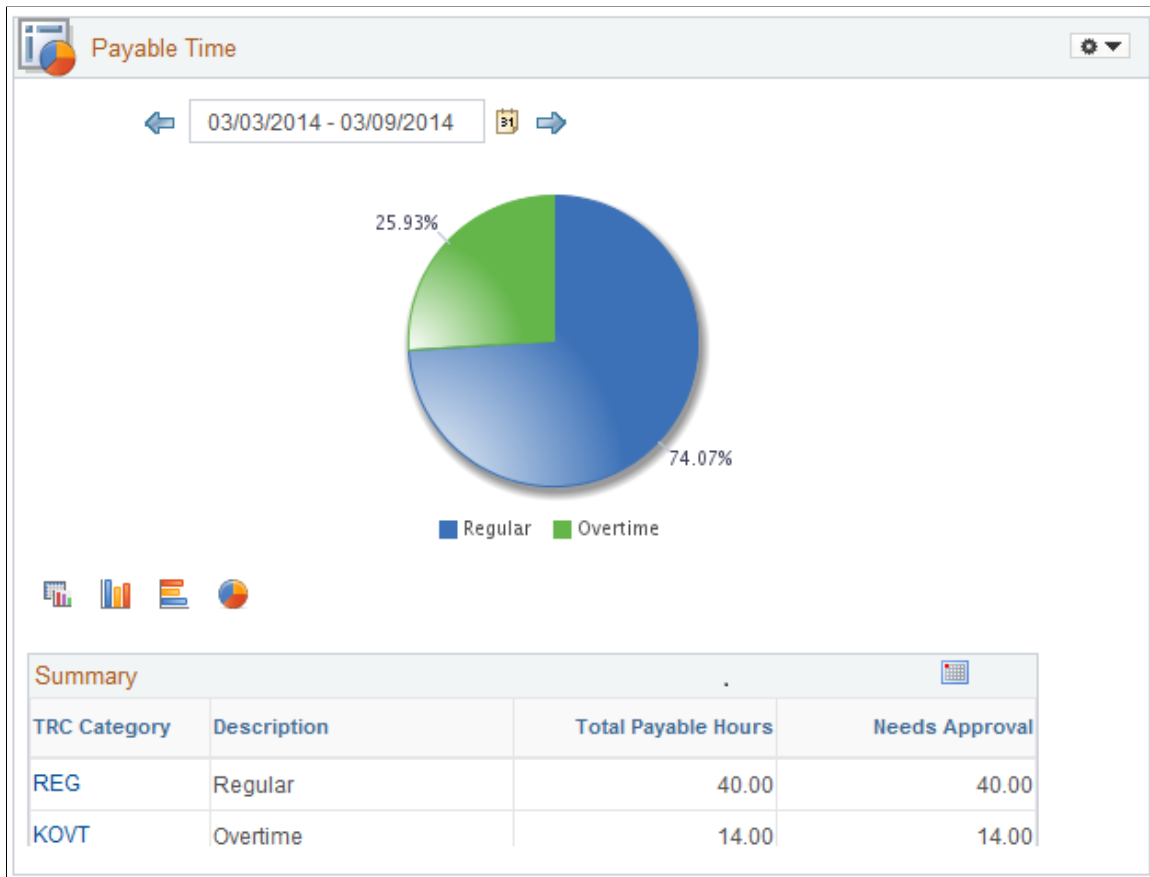 Payable Time
03/03/2014 - 03/09/2014
31
25.93%
74.07%
Regular Overtime
Summary .
TRC Category Description Total Payable Hours Needs Approval
REG Regular 40.00 40.00
KOVT Overtime 14.00 14.00